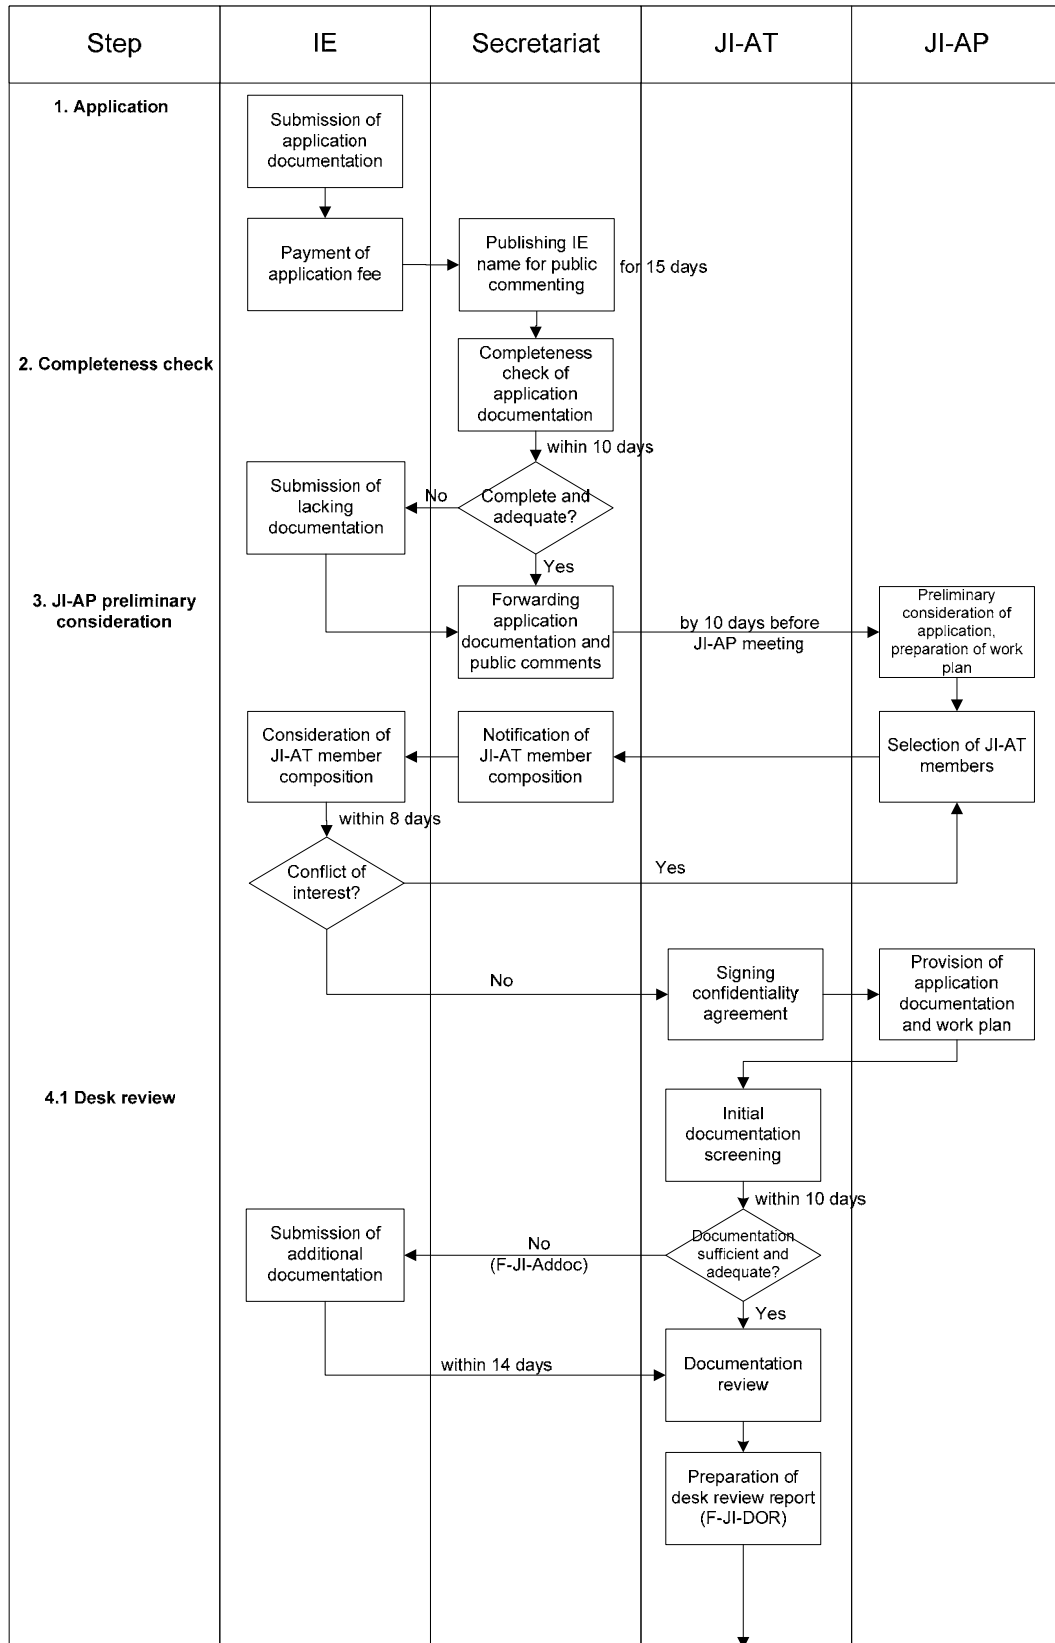 Step
IE
Secretariat
JI-AT
JI-AP
1. Application
Submission of
application
documentation
Payment of
application fee
Publishing IE
name for public
commenting
for 15 days
2. Completeness check
Completeness
check of
application
documentation
wihin 10 days
Submission of
lacking
documentation
No
Complete and
adequate?
Yes
3. JI-AP preliminary
consideration
Forwarding
application
documentation and
public comments
by 10 days before
JI-AP meeting
Preliminary
consideration of
application,
preparation of work
plan
Consideration of
JI-AT member
composition
Notification of
JI-AT member
composition
Selection of JI-AT
members
within 8 days
Conflict of
interest?
Yes
No
Signing
confidentiality
agreement
Provision of
application
documentation
and work plan
4.1 Desk review
Initial
documentation
screening
within 10 days
Submission of
additional
documentation
No
(F-JI-Addoc)
Documentation
sufficient and
adequate?
Yes
within 14 days
Documentation
review
Preparation of
desk review report
(F-JI-DOR)